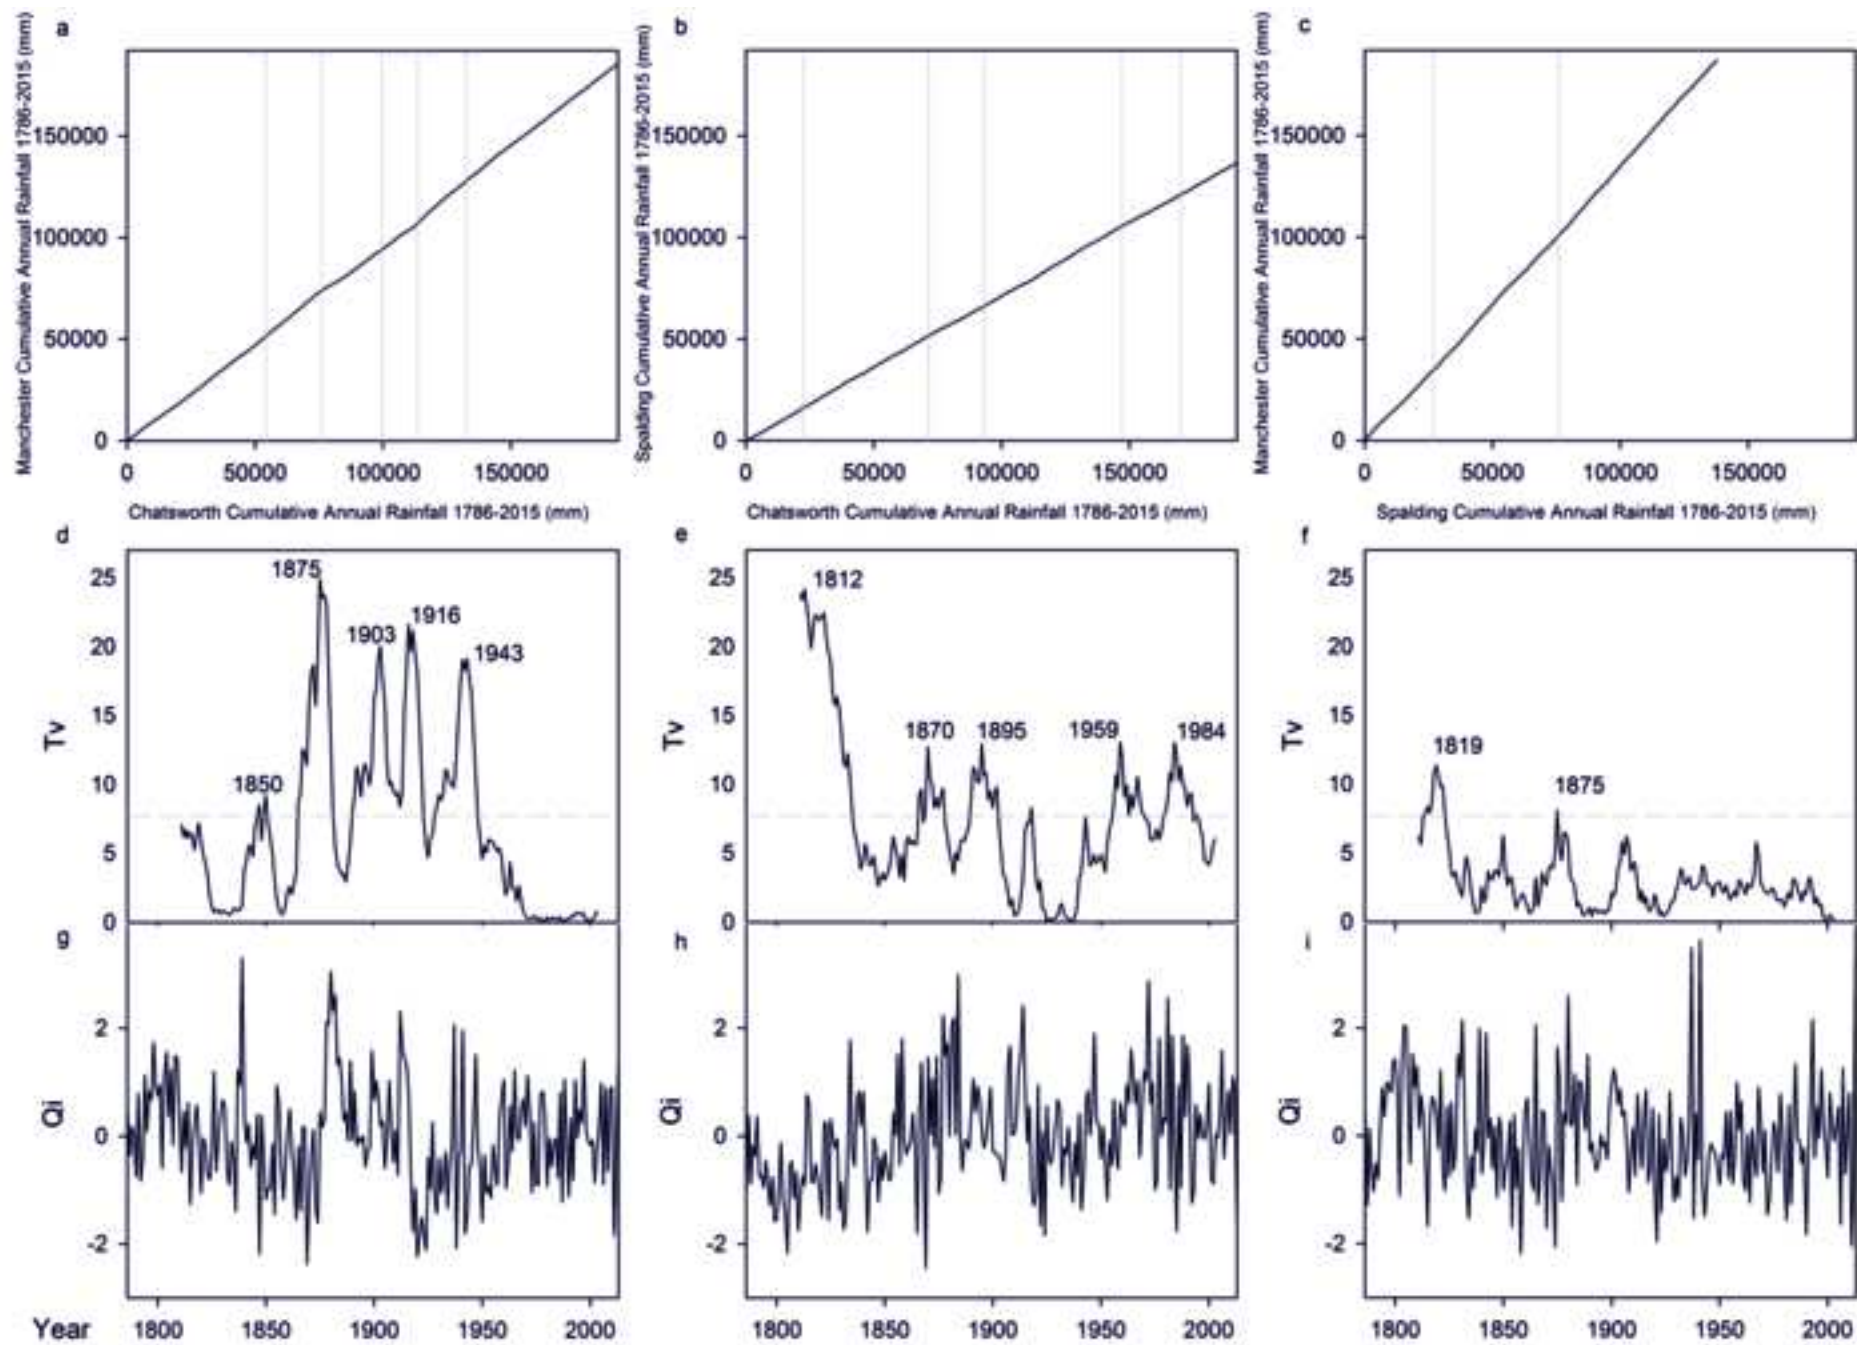 a
b
c
Manchester Cumulative Annual Rainfall 1786-2015 (mm)
150000
100000
50000
0
0 50000 100000 150000
Chatsworth Cumulative Annual Rainfall 1786-2015 (mm)
Spalding Cumulative Annual Rainfall 1786-2015 (mm)
150000
100000
50000
0
0 50000 100000 150000
Chatsworth Cumulative Annual Rainfall 1786-2015 (mm)
Manchester Cumulative Annual Rainfall 1786-2015 (mm)
150000
100000
50000
0
0 50000 100000 150000
Spalding Cumulative Annual Rainfall 1786-2015 (mm)
d
Tv
25
20
15
10
5
0
1850
1875
1903
1916
1943
e
Tv
25
20
15
10
5
0
1812
1870
1895
1959
1984
f
Tv
25
20
15
10
5
0
1819
1875
g
Qi
2
0
-2
h
Qi
2
0
-2
i
Qi
2
0
-2
Year
1800 1850 1900 1950 2000
1800 1850 1900 1950 2000
1800 1850 1900 1950 2000